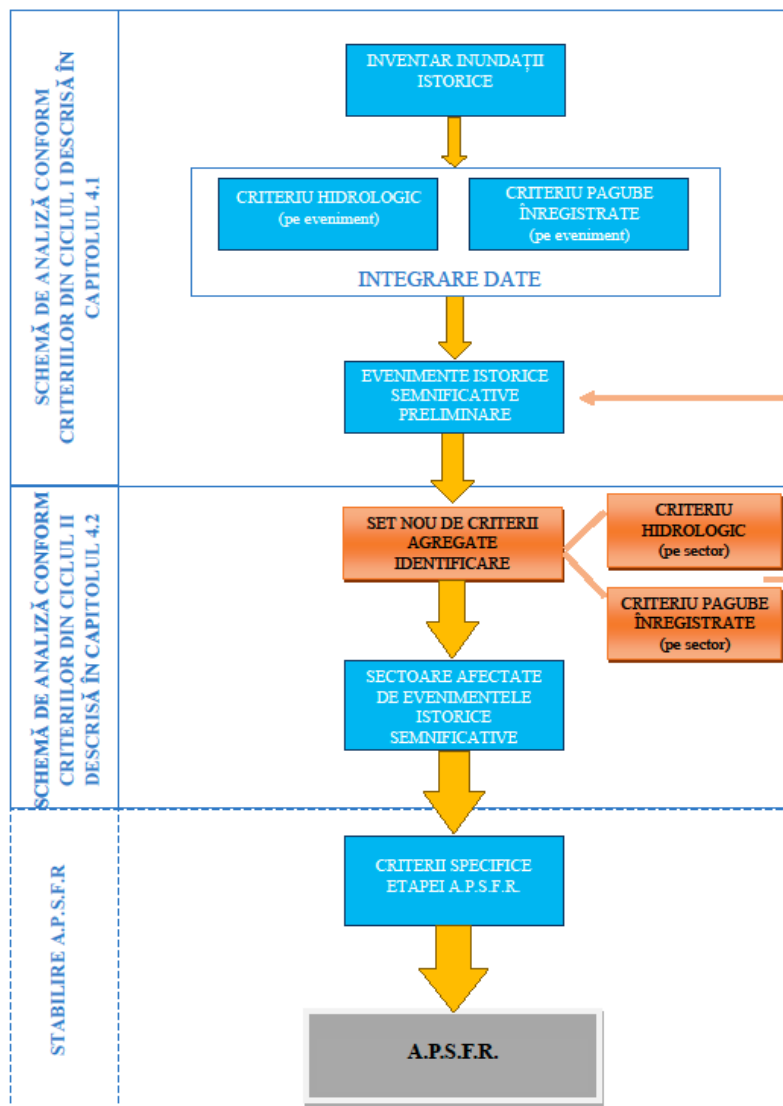 SCHEMĂ DE ANALIZĂ CONFORM
CRITERIILOR DIN CICLUL I DESCRISĂ ÎN
CAPITOLUL 4.1
INVENTAR INUNDAȚII
ISTORICE
CRITERIU HIDROLOGIC
(pe eveniment)
CRITERIU PAGUBE
ÎNREGISTRATE
(pe eveniment)
INTEGRARE DATE
EVENIMENTE ISTORICE
SEMNIFICATIVE
PRELIMINARE
SCHEMĂ DE ANALIZĂ CONFORM
CRITERIILOR DIN CICLUL II
DESCRISĂ ÎN CAPITOLUL 4.2
SET NOU DE CRITERII
AGREGATE
IDENTIFICARE
CRITERIU
HIDROLOGIC
(pe sector)
CRITERIU PAGUBE
ÎNREGISTRATE
(pe sector)
SECTOARE AFECTATE
DE EVENIMENTELE
ISTORICE
SEMNIFICATIVE
STABILIRE A.P.S.F.R
CRITERII SPECIFICE
ETAPEI A.P.S.F.R.
A.P.S.F.R.